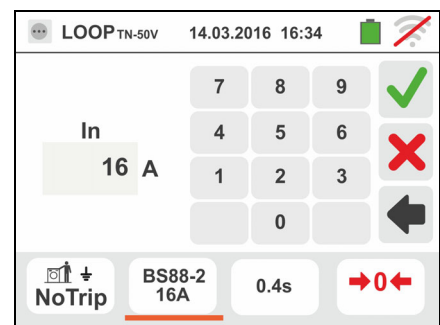 LOOP TN-50V 14.03.2016 16:34
7 8 9
In
4 5 6
16 A
1 2 3
0
NoTrip
BS88-2
16A
0.4s
0